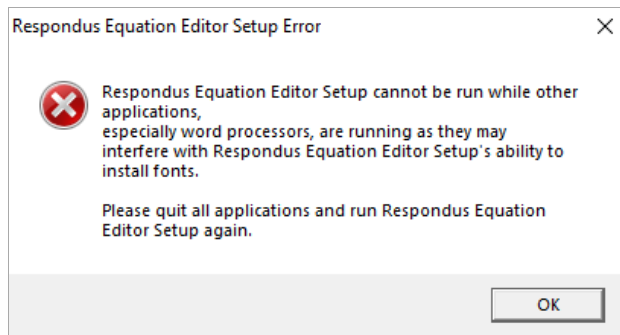 Respondus Equation Editor Setup Error
Respondus Equation Editor Setup cannot be run while other
applications,
especially word processors, are running as they may
interfere with Respondus Equation Editor Setup's ability to
install fonts.
Please quit all applications and run Respondus Equation
Editor Setup again.
OK